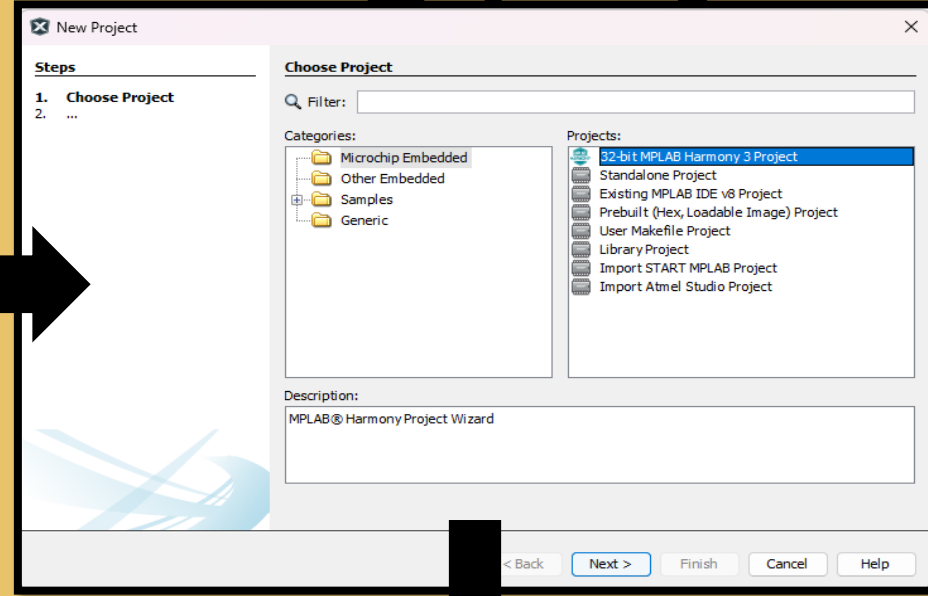 New Project
Steps
1. Choose Project
2. ...
Choose Project
Filter:
Categories:
Microchip Embedded
Other Embedded
Samples
Generic
Projects:
32-bit MPLAB Harmony 3 Project
Standalone Project
Existing MPLAB IDE v8 Project
Prebuilt (Hex, Loadable Image) Project
User Makefile Project
Library Project
Import START MPLAB Project
Import Atmel Studio Project
Description:
MPLAB® Harmony Project Wizard
< Back Next > Finish Cancel Help